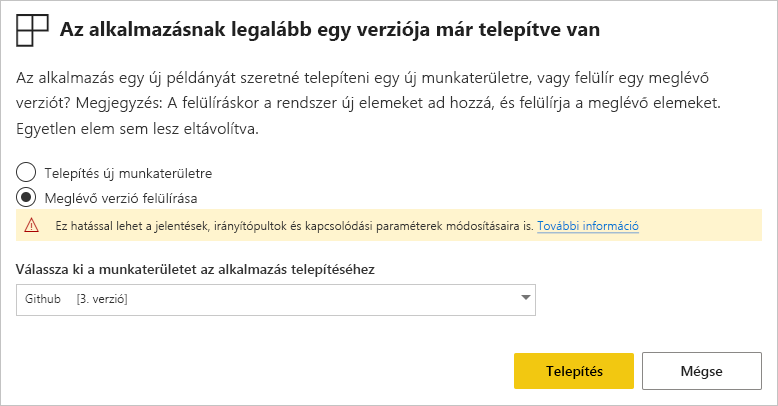 Az alkalmazásnak legalább egy verziója már telepítve van
Az alkalmazás egy új példányát szeretné telepíteni egy új munkaterületre, vagy felülír egy meglévő
verziót? Megjegyzés: A felülíráskor a rendszer új elemeket ad hozzá, és felülírja a meglévő elemeket.
Egyetlen elem sem lesz eltávolítva.
Telepítés új munkaterületre
Meglévő verzió felülírása
Ez hatással lehet a jelentések, irányítópultok és kapcsolódási paraméterek módosításaira is. További információ
Válassza ki a munkaterületet az alkalmazás telepítéséhez
Github [3. verzió]
Telepítés Mégse